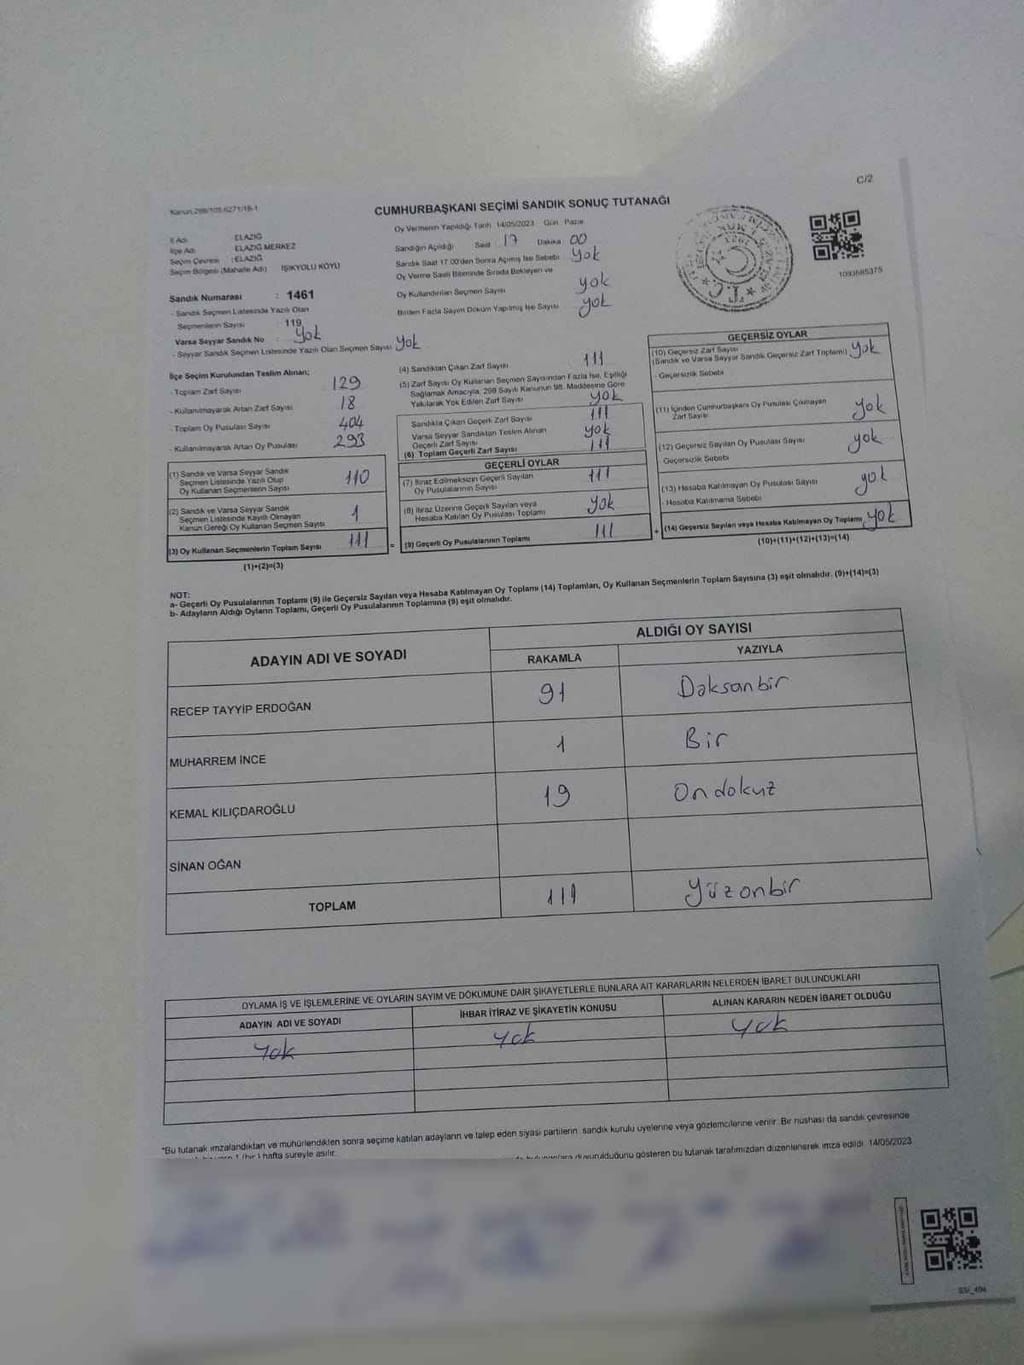 C/2
Kanun:298/105-6271/18-1
CUMHURBAŞKANI SEÇİMİ SANDIK SONUÇ TUTANAĞI
İl Adı : ELAZIĞ
İlçe Adı : ELAZIĞ MERKEZ
Seçim Çevresi : ELAZIĞ
Seçim Bölgesi (Mahalle Adı) IŞIKYOLU KÖYÜ
Oy Vermenin Yapıldığı Tarih 14/05/2023 Gün Pazar
Sandığın Açıldığı Saat 17 Dakika 00
Sandık Saat 17.00'den Sonra Açılmış İse Sebebi yok
Oy Verme Saati Bitiminde Sırada Bekleyen ve
Oy Kullandırılan Seçmen Sayısı yok
Birden Fazla Sayım Döküm Yapılmış İse Sayısı yok
1090685375
Sandık Numarası : 1461
- Sandık Seçmen Listesinde Yazılı Olan
Seçmenlerin Sayısı 119
Varsa Seyyar Sandık No : yok
- Seyyar Sandık Seçmen Listesinde Yazılı Olan Seçmen Sayısı yok
İlçe Seçim Kurulundan Teslim Alınan;
- Toplam Zarf Sayısı 129
- Kullanılmayarak Artan Zarf Sayısı 18
- Toplam Oy Pusulası Sayısı 404
- Kullanılmayarak Artan Oy Pusulası 293
(1) Sandık ve Varsa Seyyar Sandık
Seçmen Listesinde Yazılı Olup
Oy Kullanan Seçmenlerin Sayısı 110
(2) Sandık ve Varsa Seyyar Sandık
Seçmen Listesinde Kayıtlı Olmayan
Kanun Gereği Oy Kullanan Seçmen Sayısı 1
(3) Oy Kullanan Seçmenlerin Toplam Sayısı 111
(1)+(2)=(3)
(4) Sandıktan Çıkan Zarf Sayısı 111
(5) Zarf Sayısı Oy Kullanan Seçmen Sayısından Fazla İse, Eşitliği
Sağlamak Amacıyla, 298 Sayılı Kanunun 98. Maddesine Göre
Yakılarak Yok Edilen Zarf Sayısı yok
Sandıkta Çıkan Geçerli Zarf Sayısı 111
Varsa Seyyar Sandıktan Teslim Alınan
Geçerli Zarf Sayısı yok
(6) Toplam Geçerli Zarf Sayısı 111
GEÇERLİ OYLAR
(7) İtiraz Edilmeksizin Geçerli Sayılan
Oy Pusulalarının Sayısı 111
(8) İtiraz Üzerine Geçerli Sayılan veya
Hesaba Katılan Oy Pusulası Toplamı yok
= (9) Geçerli Oy Pusulalarının Toplamı 111
GEÇERSİZ OYLAR
(10) Geçersiz Zarf Sayısı
(Sandık ve Varsa Seyyar Sandık Geçersiz Zarf Toplamı) yok
- Geçersizlik Sebebi
(11) İçinden Cumhurbaşkanı Oy Pusulası Çıkmayan
Zarf Sayısı yok
(12) Geçersiz Sayılan Oy Pusulası Sayısı yok
Geçersizlik Sebebi
(13) Hesaba Katılmayan Oy Pusulası Sayısı yok
- Hesaba Katılmama Sebebi
+ (14) Geçersiz Sayılan veya Hesaba Katılmayan Oy Toplamı yok
(10)+(11)+(12)+(13)=(14)
NOT:
a- Geçerli Oy Pusulalarının Toplamı (9) ile Geçersiz Sayılan veya Hesaba Katılmayan Oy Toplamı (14) Toplamları, Oy Kullanan Seçmenlerin Toplam Sayısına (3) eşit olmalıdır. (9)+(14)=(3)
b- Adayların Aldığı Oyların Toplamı, Geçerli Oy Pusulalarının Toplamına (9) eşit olmalıdır.
ADAYIN ADI VE SOYADI
ALDIĞI OY SAYISI
RAKAMLA YAZIYLA
RECEP TAYYİP ERDOĞAN 91 Doksanbir
MUHARREM İNCE 1 Bir
KEMAL KILIÇDAROĞLU 19 Ondokuz
SİNAN OĞAN
TOPLAM 111 Yüzonbir
OYLAMA İŞ VE İŞLEMLERİNE VE OYLARIN SAYIM VE DÖKÜMÜNE DAİR ŞİKAYETLERLE BUNLARA AİT KARARLARIN NELERDEN İBARET BULUNDUKLARI
ADAYIN ADI VE SOYADI İHBAR İTİRAZ VE ŞİKAYETİN KONUSU ALINAN KARARIN NEDEN İBARET OLDUĞU
yok yok yok
*Bu tutanak imzalandıktan ve mühürlendikten sonra seçime katılan adayların ve talep eden siyasi partilerin sandık kurulu üyelerine veya gözlemcilerine verilir. Bir nüshası da sandık çevresinde
1 (bir) hafta süreyle asılır.
duyurulduğunu gösteren bu tutanak tarafımızdan düzenlenerek imza edildi. 14/05/2023